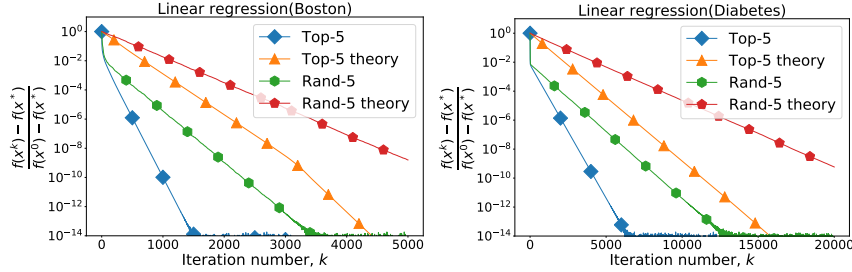 Linear regression(Boston)
10^0
10^-2
10^-4
10^-6
10^-8
10^-10
10^-12
10^-14
f(x^k) − f(x^*)
f(x^0) − f(x^*)
Top-5
Top-5 theory
Rand-5
Rand-5 theory
0 1000 2000 3000 4000 5000
Iteration number, k
Linear regression(Diabetes)
10^0
10^-2
10^-4
10^-6
10^-8
10^-10
10^-12
10^-14
f(x^k) − f(x^*)
f(x^0) − f(x^*)
Top-5
Top-5 theory
Rand-5
Rand-5 theory
0 5000 10000 15000 20000
Iteration number, k